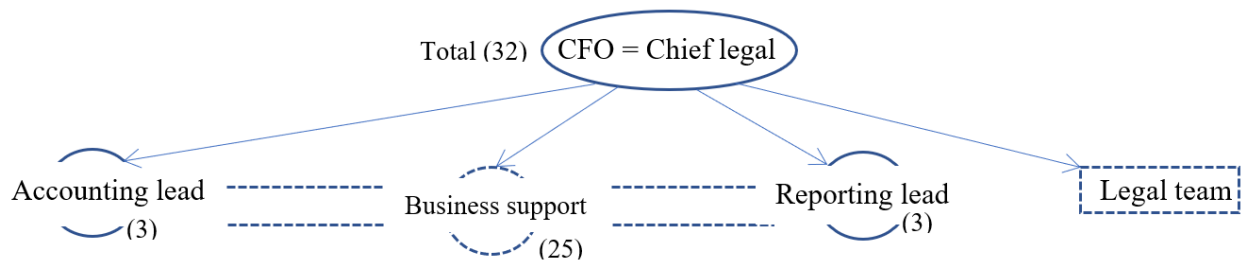 Total (32)
CFO = Chief legal
Accounting lead
(3)
Business support
(25)
Reporting lead
(3)
Legal team